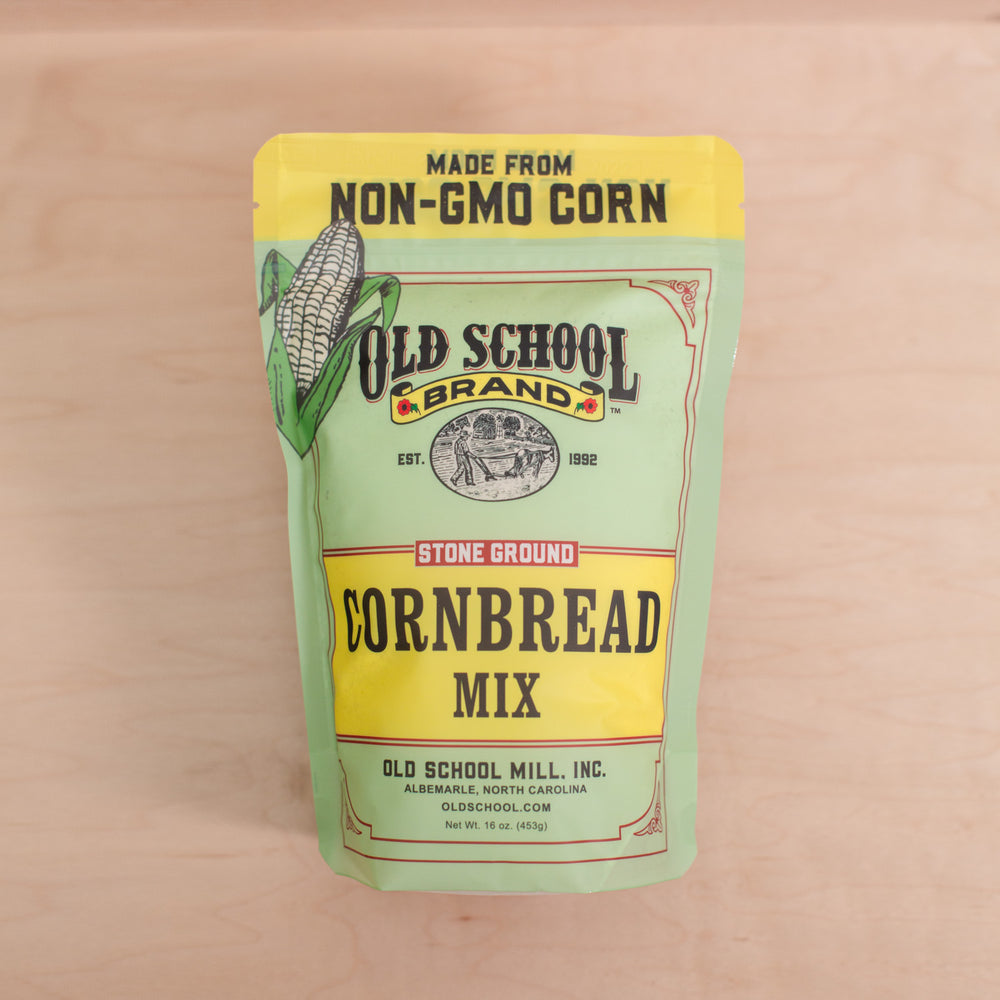 MADE FROM
NON-GMO CORN
OLD SCHOOL
BRAND
™
EST. 1992
STONE GROUND
CORNBREAD
MIX
OLD SCHOOL MILL, INC.
ALBEMARLE, NORTH CAROLINA
OLDSCHOOL.COM
Net Wt. 16 oz. (453g)